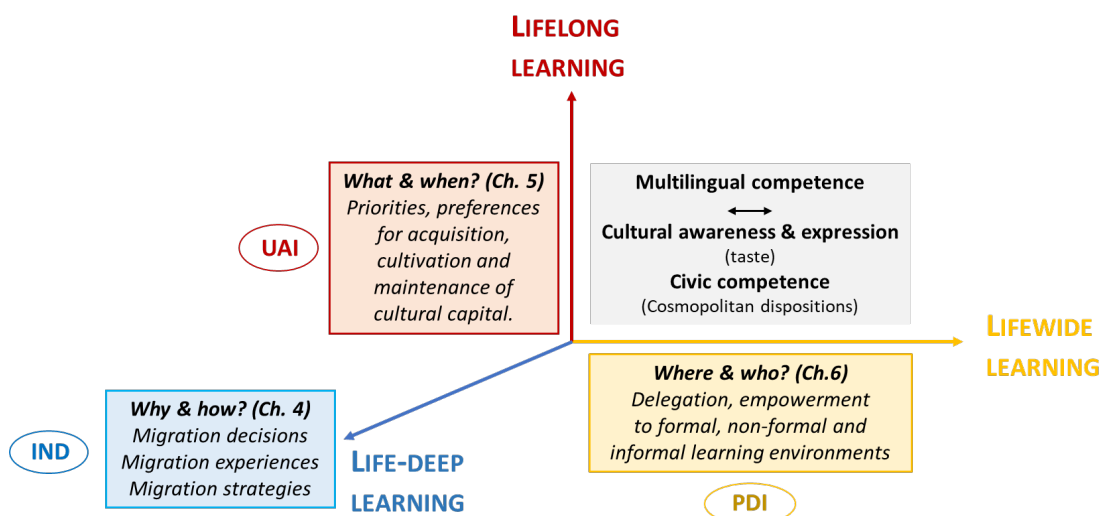 LIFELONG
LEARNING
What & when? (Ch. 5)
Priorities, preferences
for acquisition,
cultivation and
maintenance of
cultural capital.
UAI
Multilingual competence
Cultural awareness & expression
(taste)
Civic competence
(Cosmopolitan dispositions)
LIFEWIDE
LEARNING
Where & who? (Ch.6)
Delegation, empowerment
to formal, non-formal and
informal learning environments
PDI
Why & how? (Ch. 4)
Migration decisions
Migration experiences
Migration strategies
IND
LIFE-DEEP
LEARNING